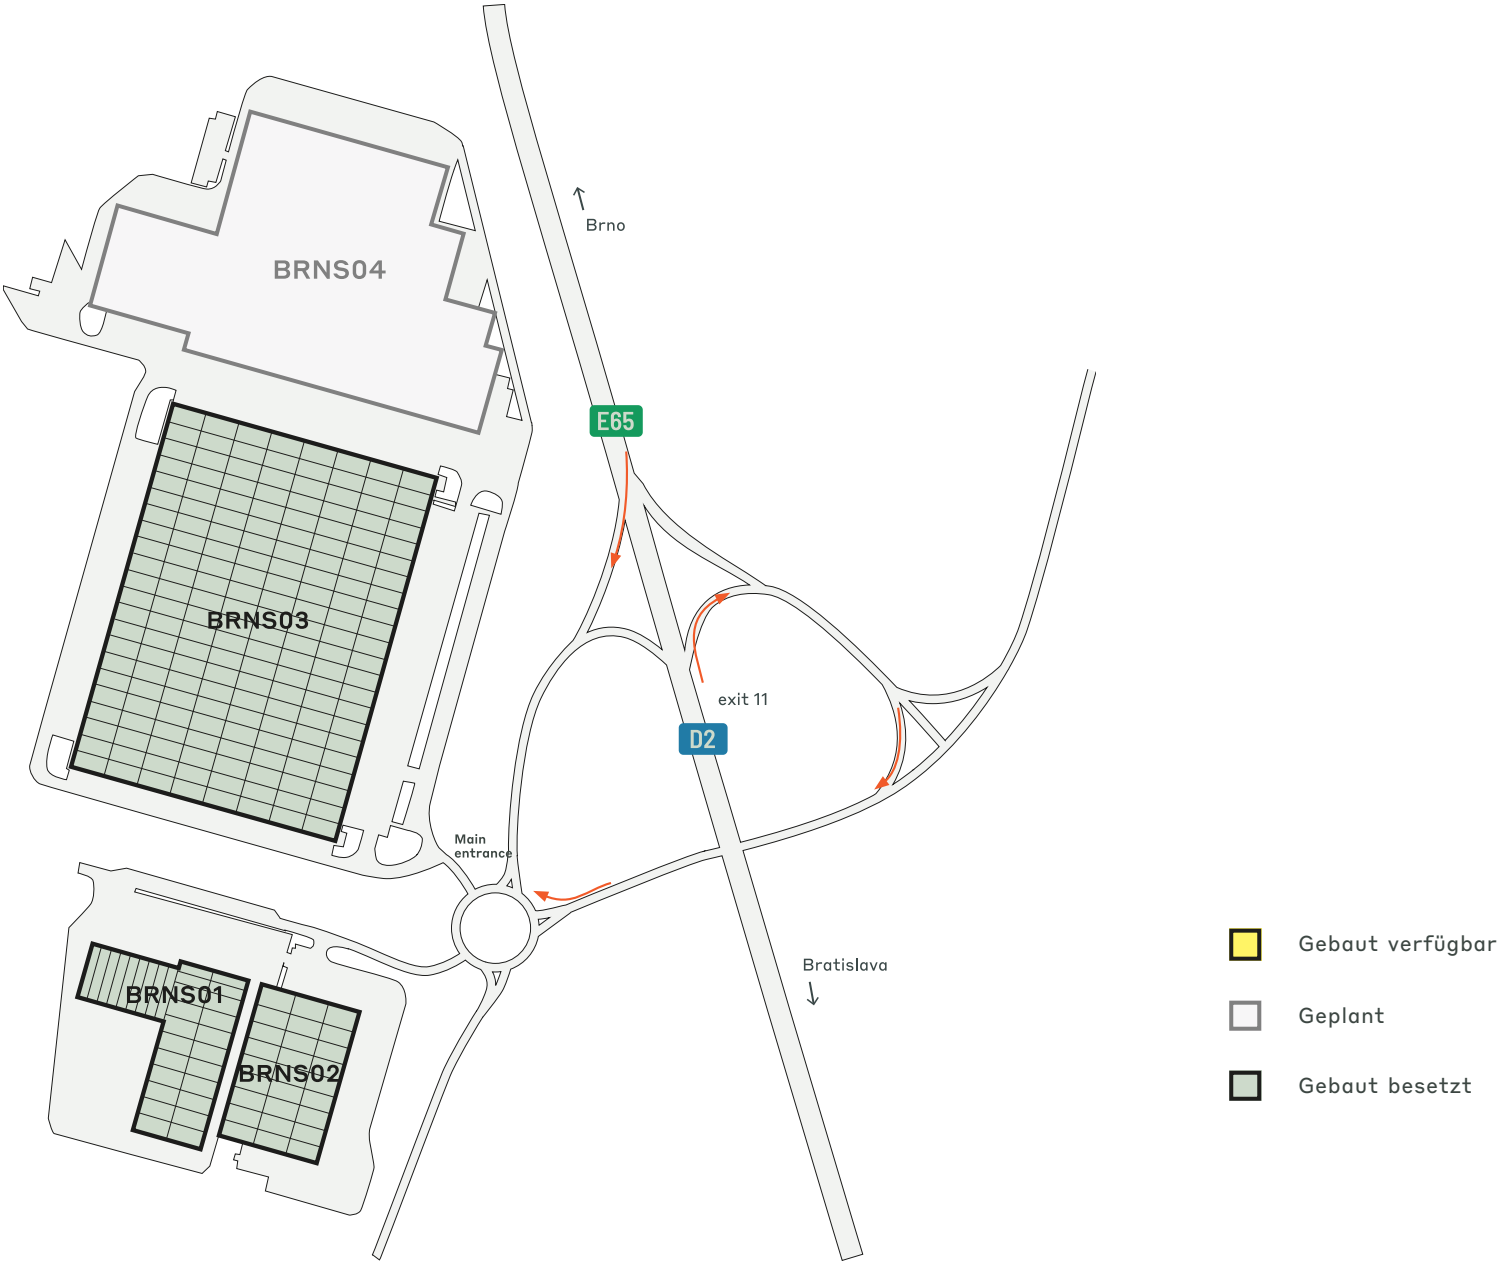 Brno
BRNS04
E65
BRNS03
exit 11
D2
Main
entrance
Bratislava
BRNS01
BRNS02
Gebaut verfügbar
Geplant
Gebaut besetzt